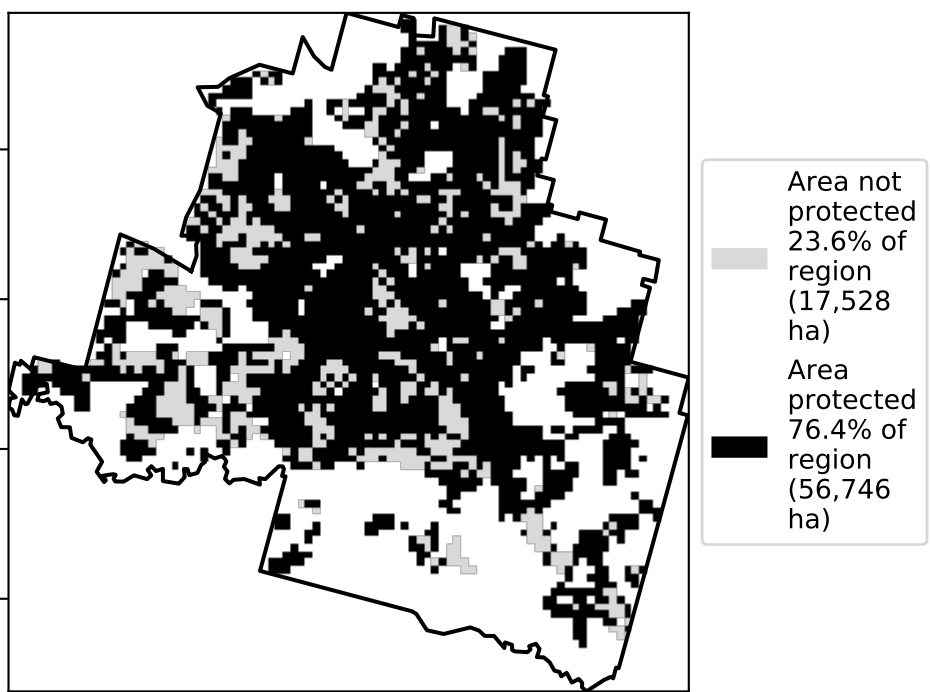 Area not
protected
23.6% of
region
(17,528
ha)
Area
protected
76.4% of
region
(56,746
ha)